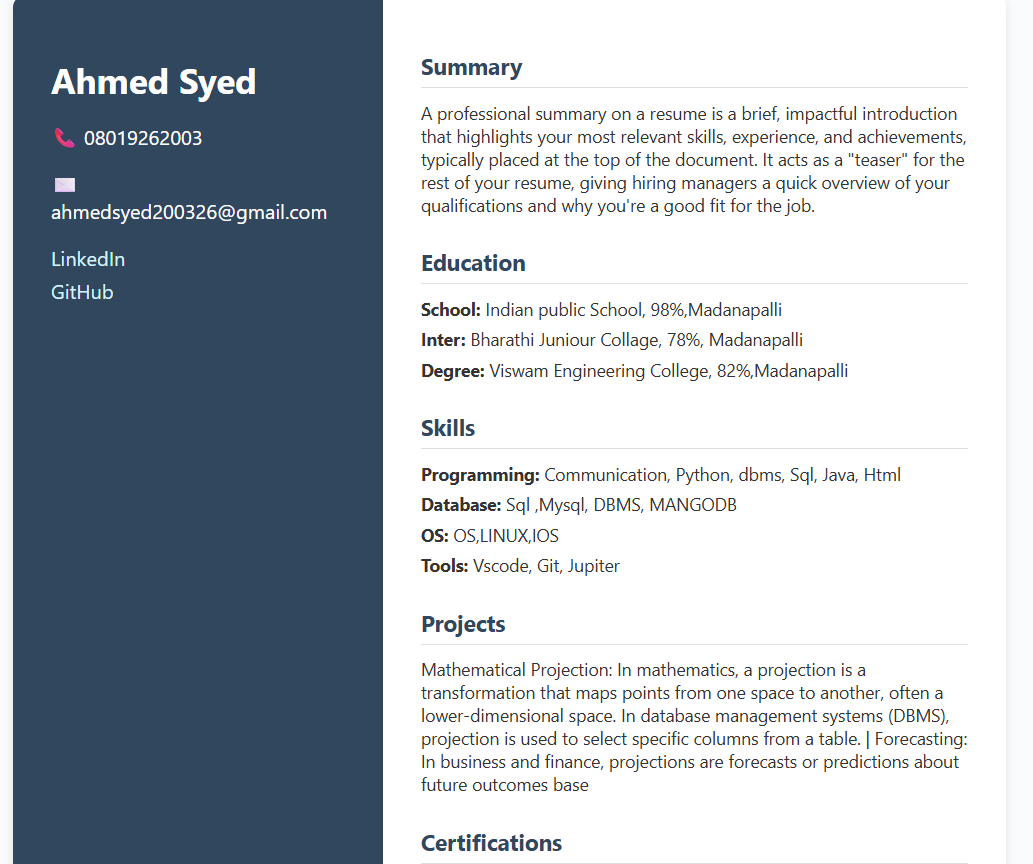 Ahmed Syed
08019262003
ahmedsyed200326@gmail.com
LinkedIn
GitHub
Summary
A professional summary on a resume is a brief, impactful introduction
that highlights your most relevant skills, experience, and achievements,
typically placed at the top of the document. It acts as a "teaser" for the
rest of your resume, giving hiring managers a quick overview of your
qualifications and why you're a good fit for the job.
Education
School: Indian public School, 98%,Madanapalli
Inter: Bharathi Juniour Collage, 78%, Madanapalli
Degree: Viswam Engineering College, 82%,Madanapalli
Skills
Programming: Communication, Python, dbms, Sql, Java, Html
Database: Sql ,Mysql, DBMS, MANGODB
OS: OS,LINUX,IOS
Tools: Vscode, Git, Jupiter
Projects
Mathematical Projection: In mathematics, a projection is a
transformation that maps points from one space to another, often a
lower-dimensional space. In database management systems (DBMS),
projection is used to select specific columns from a table. | Forecasting:
In business and finance, projections are forecasts or predictions about
future outcomes base
Certifications